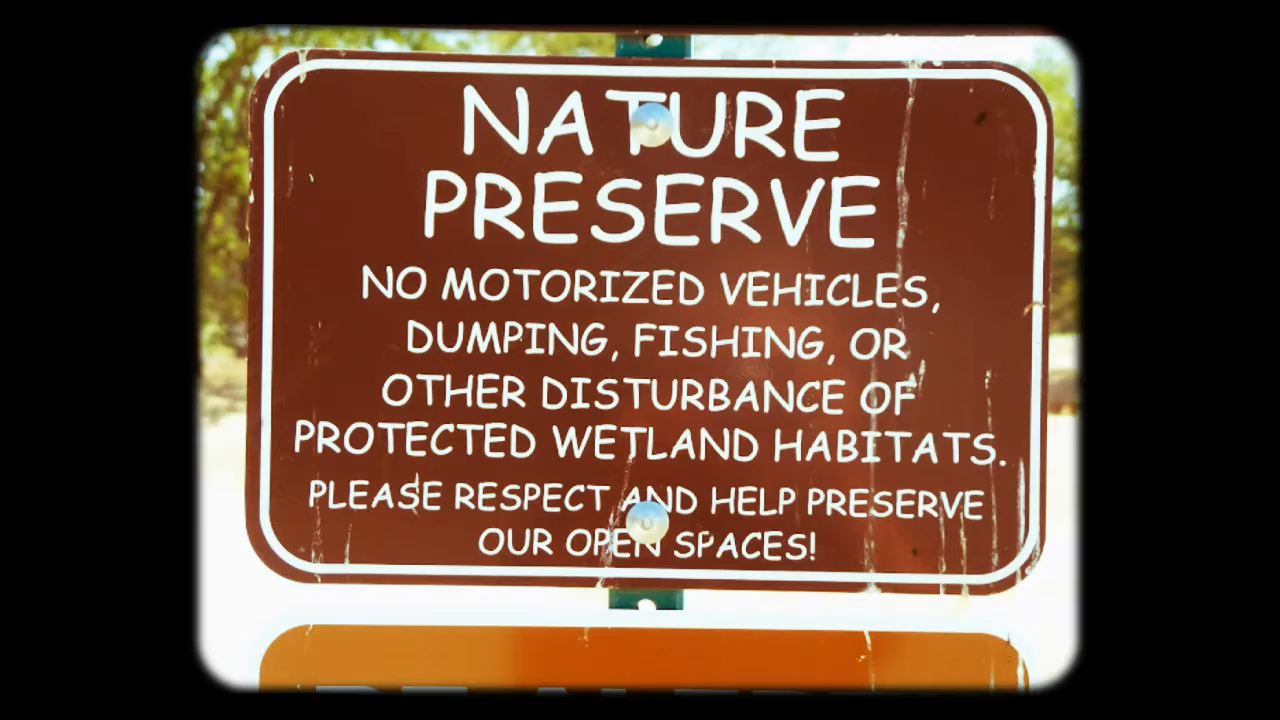 NATURE
PRESERVE
NO MOTORIZED VEHICLES,
DUMPING, FISHING, OR
OTHER DISTURBANCE OF
PROTECTED WETLAND HABITATS.
PLEASE RESPECT AND HELP PRESERVE
OUR OPEN SPACES!